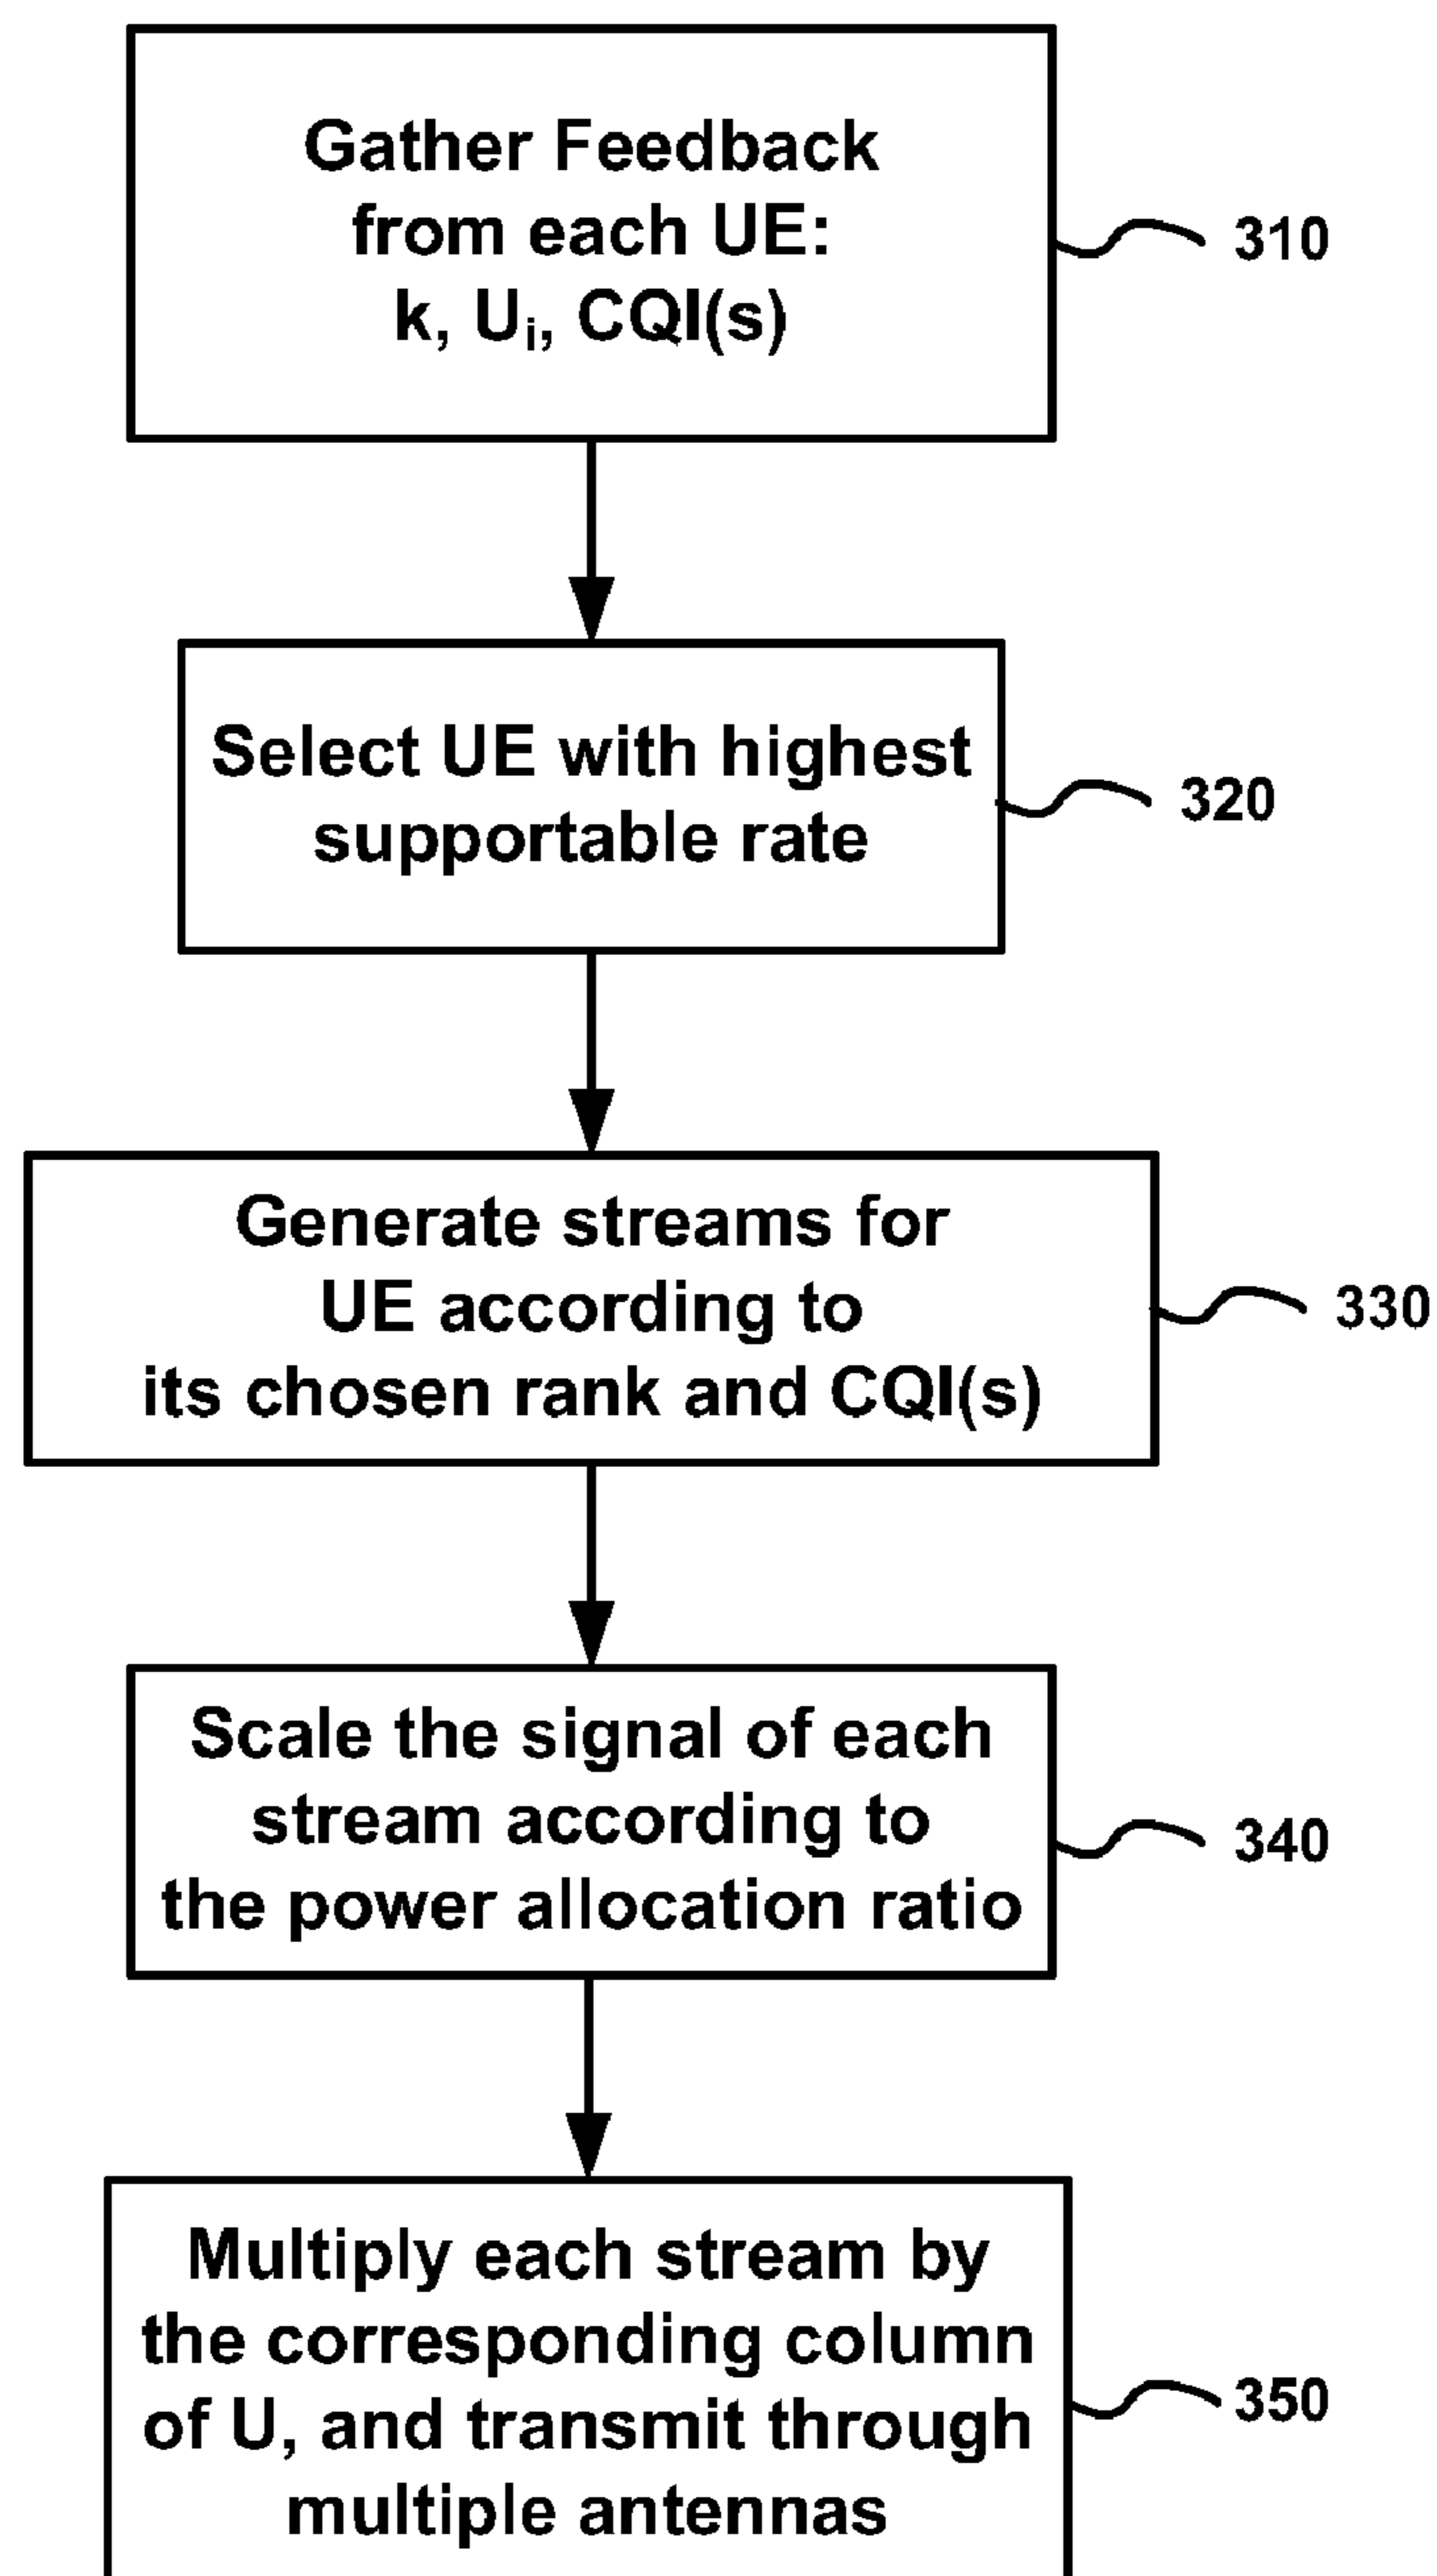 Gather Feedback
from each UE:
k, Uᵢ, CQI(s)
310
Select UE with highest
supportable rate
320
Generate streams for
UE according to
its chosen rank and CQI(s)
330
Scale the signal of each
stream according to
the power allocation ratio
340
Multiply each stream by
the corresponding column
of U, and transmit through
multiple antennas
350